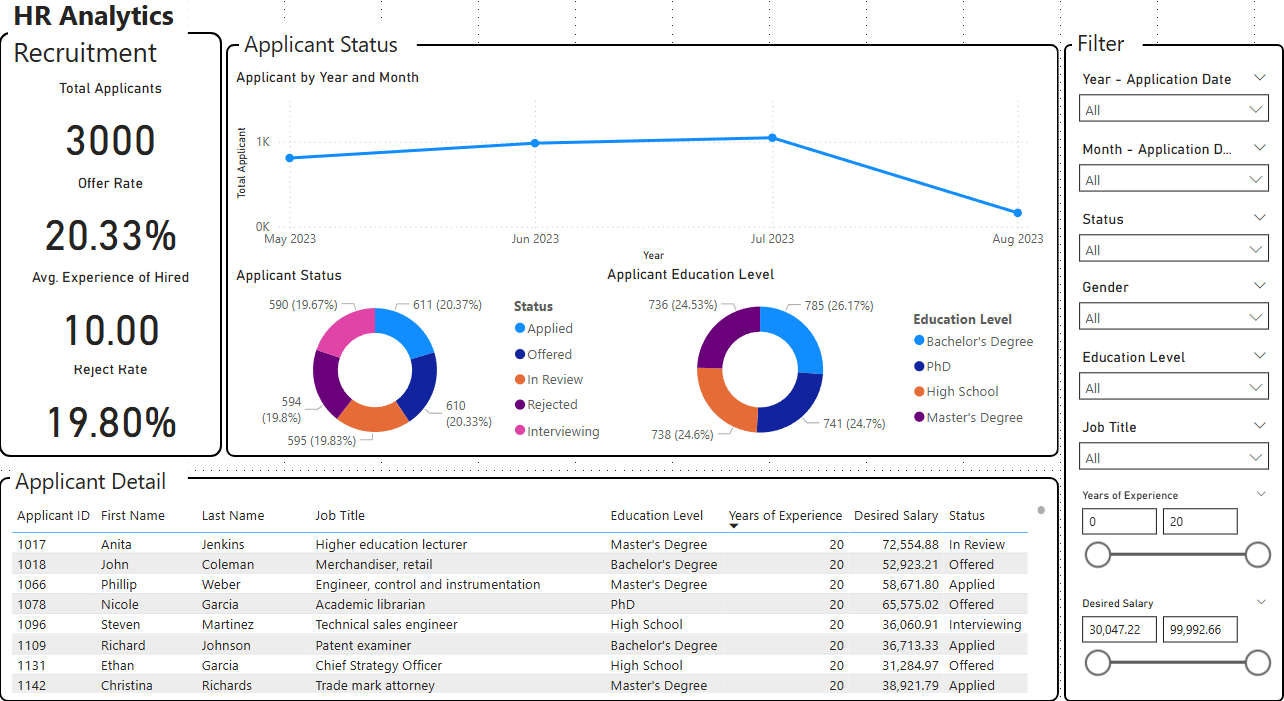 HR Analytics
Recruitment
Total Applicants
3000
Offer Rate
20.33%
Avg. Experience of Hired
10.00
Reject Rate
19.80%
Applicant Status
Applicant by Year and Month
Total Applicant
1K
0K
May 2023
Jun 2023
Jul 2023
Aug 2023
Year
Applicant Status
590 (19.67%)
611 (20.37%)
594
(19.8%)
610
(20.33%)
595 (19.83%)
Status
Applied
Offered
In Review
Rejected
Interviewing
Applicant Education Level
736 (24.53%)
785 (26.17%)
738 (24.6%)
741 (24.7%)
Education Level
Bachelor's Degree
PhD
High School
Master's Degree
Filter
Year - Application Date
All
Month - Application D...
All
Status
All
Gender
All
Education Level
All
Job Title
All
Years of Experience
0 20
Desired Salary
30,047.22 99,992.66
Applicant Detail
Applicant ID First Name Last Name Job Title Education Level Years of Experience Desired Salary Status
1017 Anita Jenkins Higher education lecturer Master's Degree 20 72,554.88 In Review
1018 John Coleman Merchandiser, retail Bachelor's Degree 20 52,923.21 Offered
1066 Phillip Weber Engineer, control and instrumentation Master's Degree 20 58,671.80 Applied
1078 Nicole Garcia Academic librarian PhD 20 65,575.02 Offered
1096 Steven Martinez Technical sales engineer High School 20 36,060.91 Interviewing
1109 Richard Johnson Patent examiner Bachelor's Degree 20 36,713.33 Applied
1131 Ethan Garcia Chief Strategy Officer High School 20 31,284.97 Offered
1142 Christina Richards Trade mark attorney Master's Degree 20 38,921.79 Applied